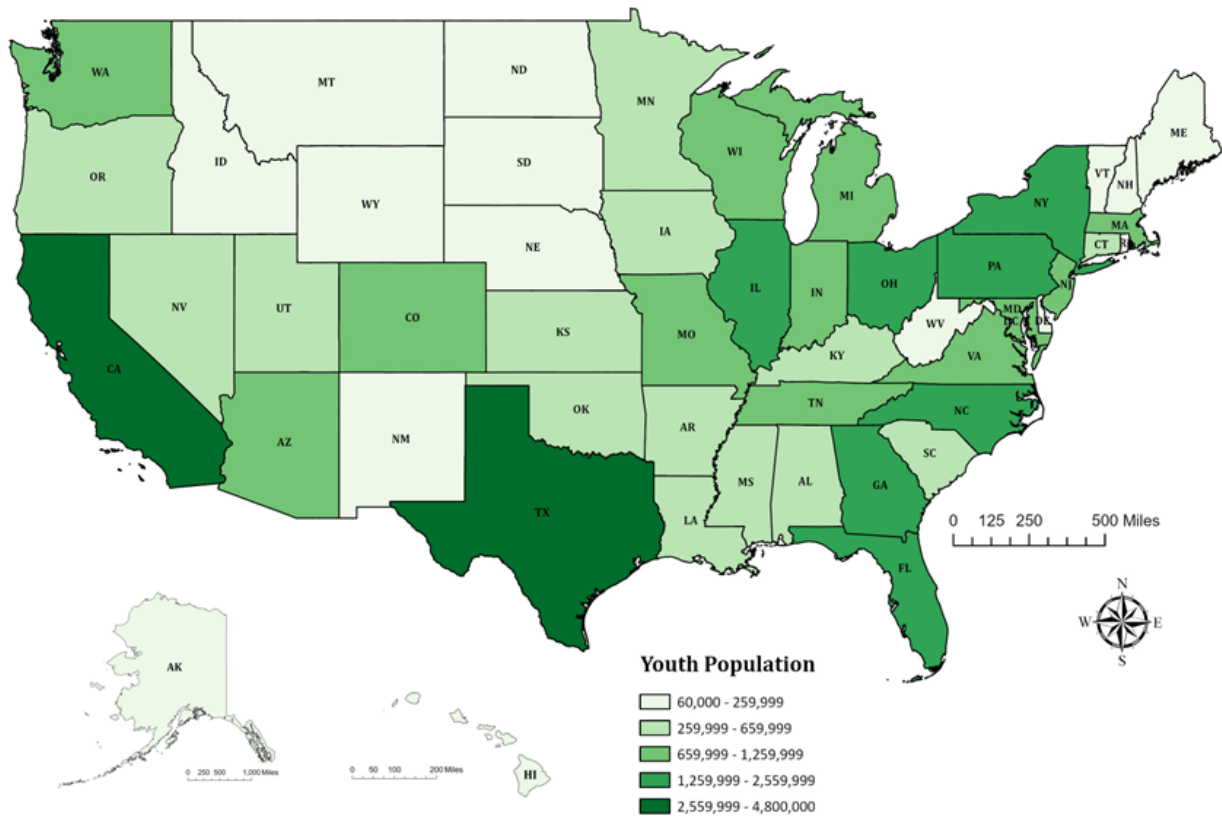 WA
MT
ND
MN
ME
ID
OR
SD
WI
VT
NH
WY
MI
NY
MA
IA
CT
NE
PA
NV
UT
CO
IL
IN
OH
NJ
MD
DC
DE
WV
KS
MO
KY
VA
CA
TN
NC
OK
AZ
NM
AR
SC
MS
AL
GA
TX
LA
FL
0 125 250 500 Miles
N
W E
S
AK
HI
0 250 500 1,000 Miles
0 50 100 200 Miles
Youth Population
60,000 - 259,999
259,999 - 659,999
659,999 - 1,259,999
1,259,999 - 2,559,999
2,559,999 - 4,800,000